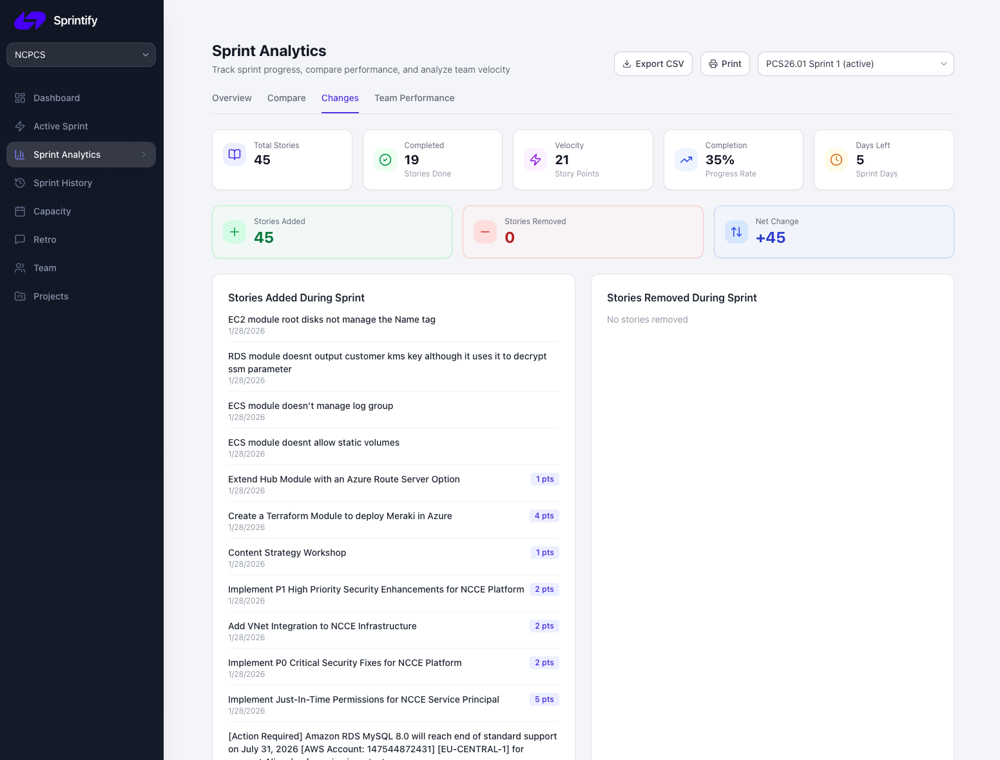 Sprintify
NCPCS
Dashboard
Active Sprint
Sprint Analytics
Sprint History
Capacity
Retro
Team
Projects
Sprint Analytics
Track sprint progress, compare performance, and analyze team velocity
Export CSV
Print
PCS26.01 Sprint 1 (active)
Overview
Compare
Changes
Team Performance
Total Stories
45
Completed
19
Stories Done
Velocity
21
Story Points
Completion
35%
Progress Rate
Days Left
5
Sprint Days
Stories Added
45
Stories Removed
0
Net Change
+45
Stories Added During Sprint
EC2 module root disks not manage the Name tag
1/28/2026
RDS module doesnt output customer kms key although it uses it to decrypt
ssm parameter
1/28/2026
ECS module doesn't manage log group
1/28/2026
ECS module doesnt allow static volumes
1/28/2026
Extend Hub Module with an Azure Route Server Option
1 pts
1/28/2026
Create a Terraform Module to deploy Meraki in Azure
4 pts
1/28/2026
Content Strategy Workshop
1 pts
1/28/2026
Implement P1 High Priority Security Enhancements for NCCE Platform
2 pts
1/28/2026
Add VNet Integration to NCCE Infrastructure
2 pts
1/28/2026
Implement P0 Critical Security Fixes for NCCE Platform
2 pts
1/28/2026
Implement Just-In-Time Permissions for NCCE Service Principal
5 pts
1/28/2026
[Action Required] Amazon RDS MySQL 8.0 will reach end of standard support
on July 31, 2026 [AWS Account: 147544872431] [EU-CENTRAL-1] for
Stories Removed During Sprint
No stories removed